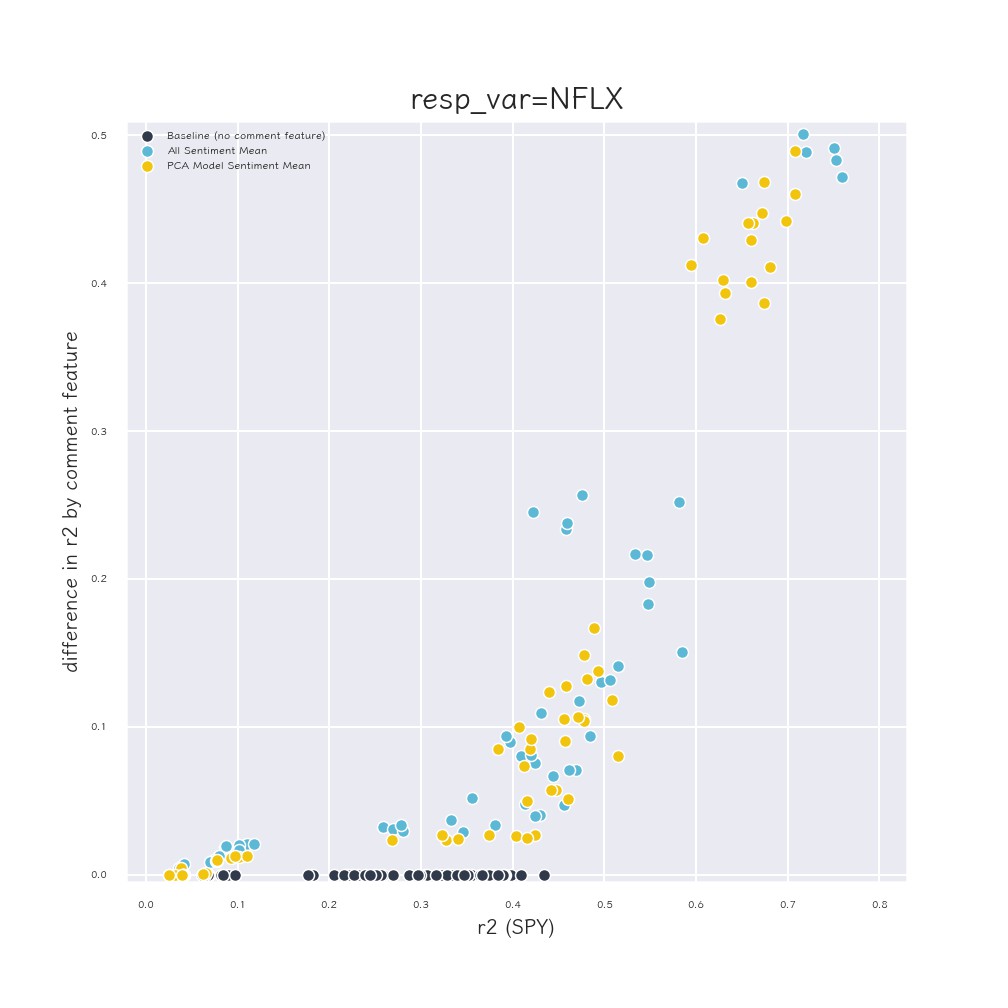 resp_var=NFLX
Baseline (no comment feature)
All Sentiment Mean
PCA Model Sentiment Mean
difference in r2 by comment feature
0.5
0.4
0.3
0.2
0.1
0.0
0.0 0.1 0.2 0.3 0.4 0.5 0.6 0.7 0.8
r2 (SPY)